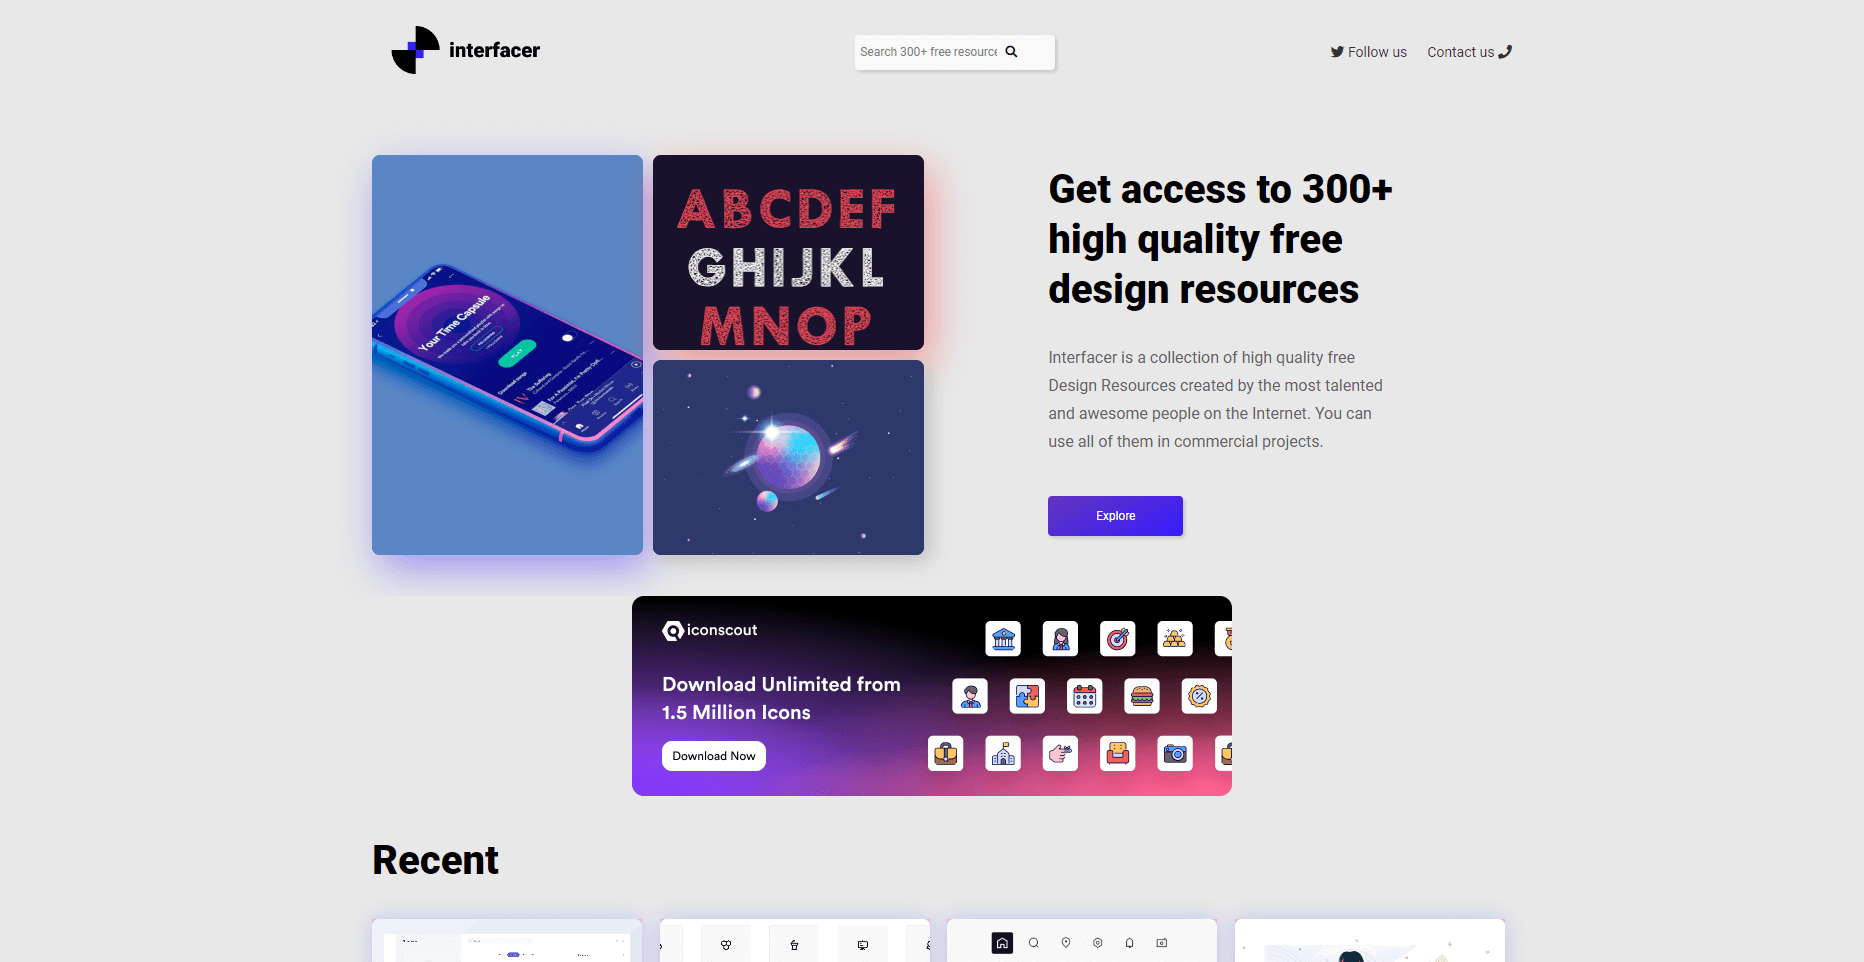 interfacer
Search 300+ free resource
Follow us
Contact us
Your Time Capsule
PLAY
ABCDEF
GHIJKL
MNOP
Get access to 300+
high quality free
design resources
Interfacer is a collection of high quality free
Design Resources created by the most talented
and awesome people on the Internet. You can
use all of them in commercial projects.
Explore
iconscout
Download Unlimited from
1.5 Million Icons
Download Now
Recent